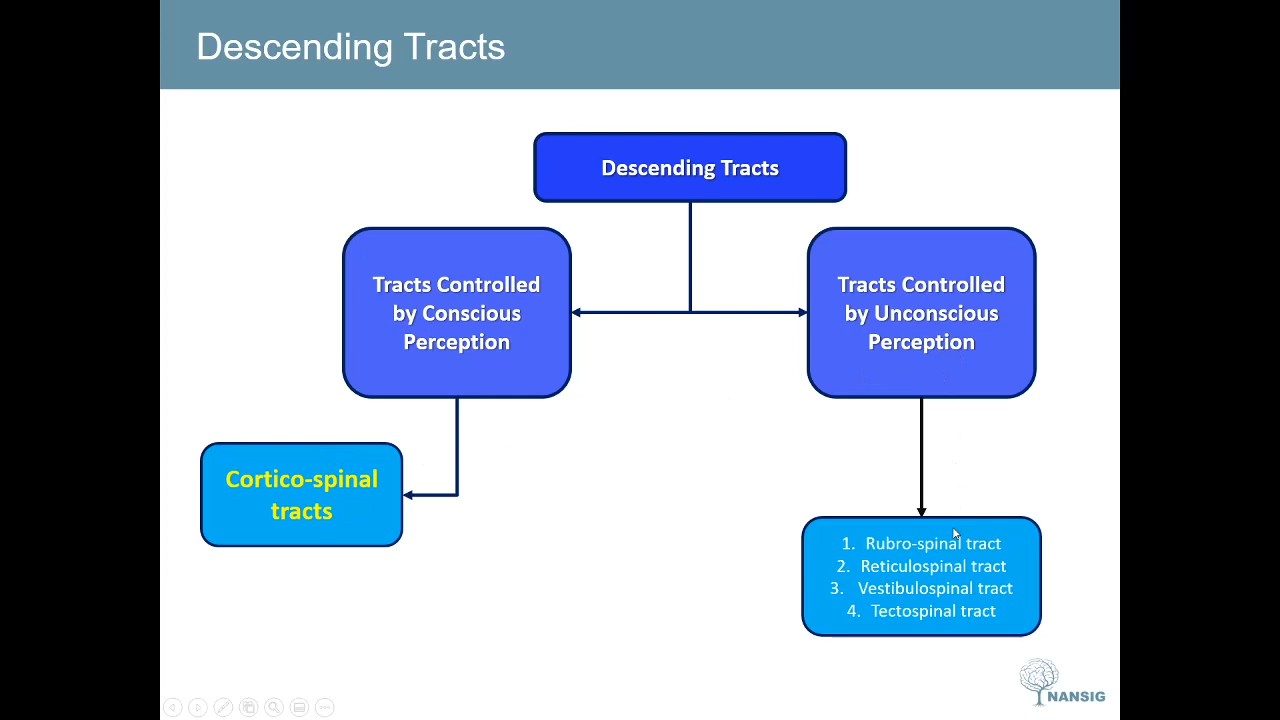 Descending Tracts
Descending Tracts
Tracts Controlled
by Conscious
Perception
Tracts Controlled
by Unconscious
Perception
Cortico-spinal
tracts
1. Rubro-spinal tract
2. Reticulospinal tract
3. Vestibulospinal tract
4. Tectospinal tract
NANSIG